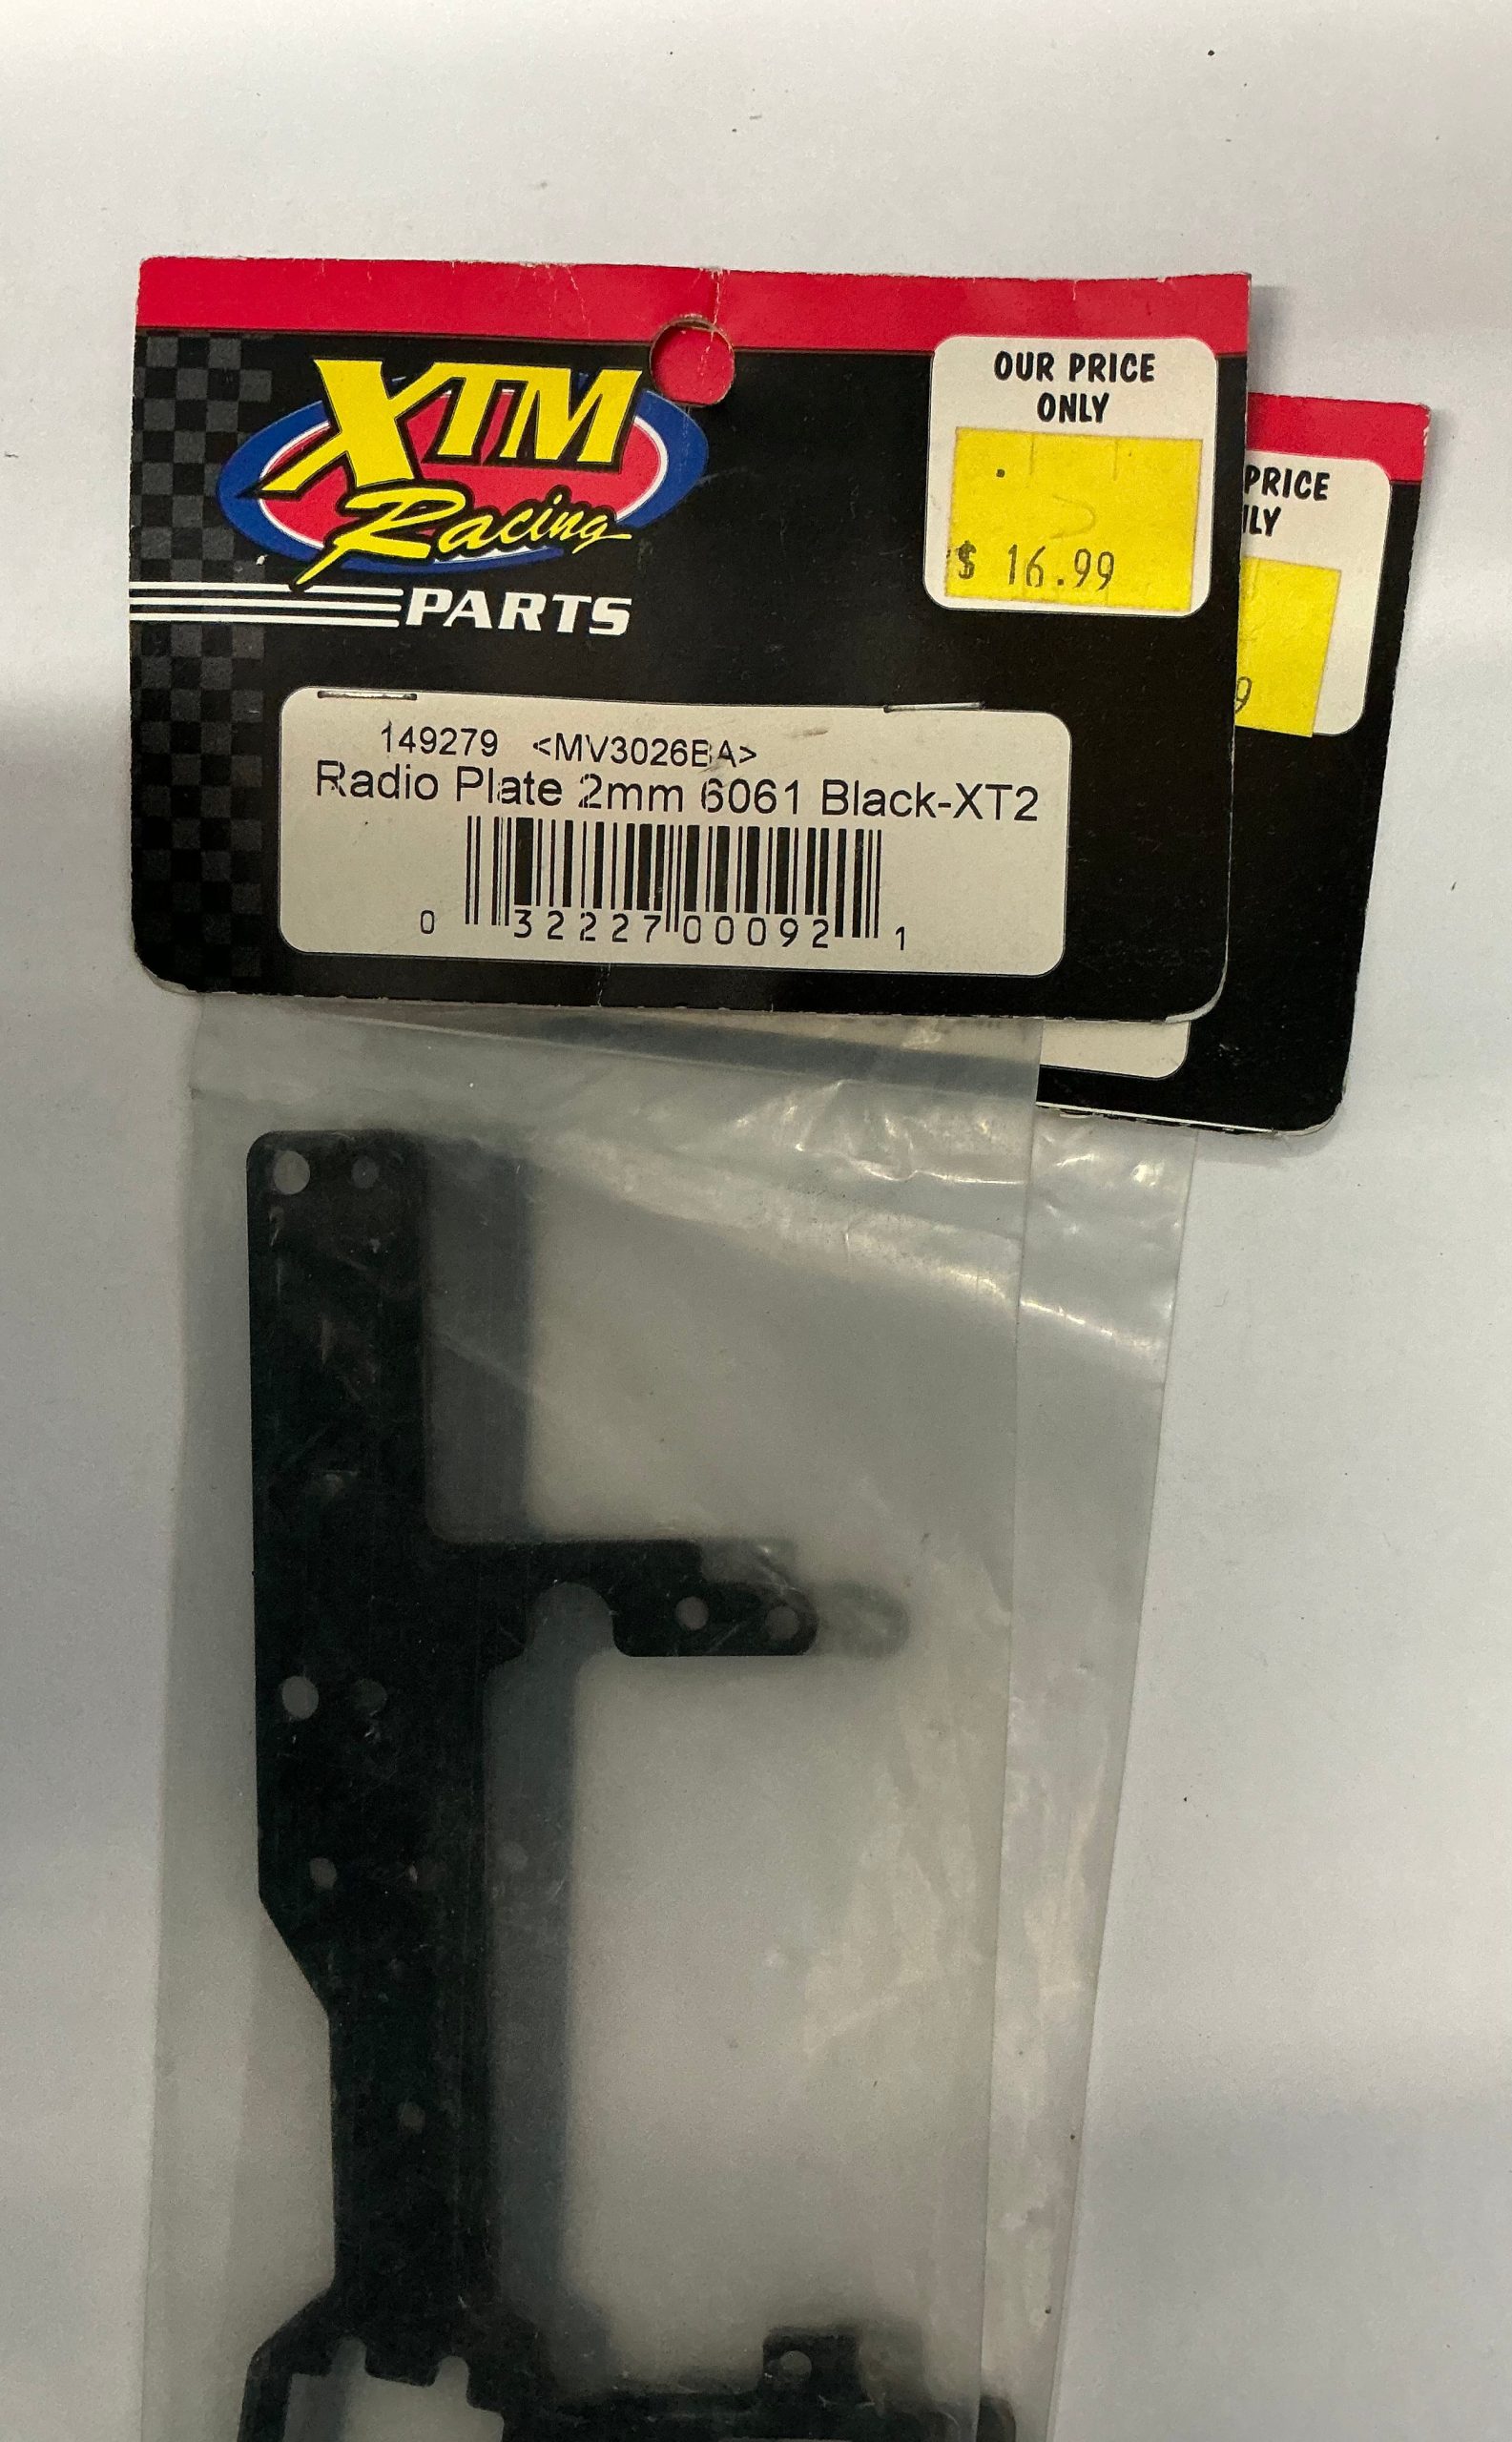 XTM
Racing
PARTS
OUR PRICE
ONLY
$ 16.99
149279 <MV3026BA>
Radio Plate 2mm 6061 Black-XT2
0 32227 00092 1
PRICE
9